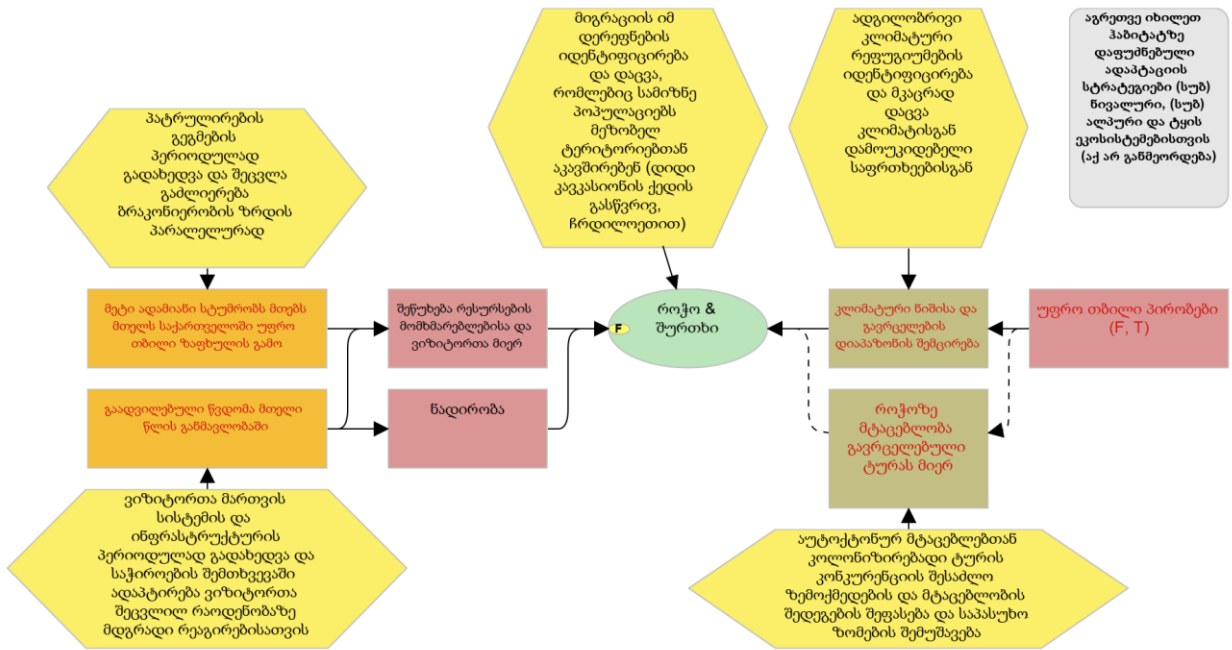 პატრულირების
გეგმების
პერიოდულად
გადახედვა და შეცვლა
გაძლიერება
ბრაკონიერობის ზრდის
პარალელურად
მიგრაციის იმ
დერეფნების
იდენტიფიცირება
და დაცვა,
რომლებიც სამიზნე
პოპულაციებს
მეზობელ
ტერიტორიებთან
აკავშირებენ (დიდი
კავკასიონის ქედის
გასწვრივ,
ჩრდილოეთით)
ადგილობრივი
კლიმატური
რეფუგიუმების
იდენტიფიცირება
და მკაცრად
დაცვა
კლიმატისგან
დამოუკიდებელი
საფრთხეებისგან
აგრეთვე იხილეთ
ჰაბიტატზე
დაფუძნებული
ადაპტაციის
სტრატეგიები (სუბ)
ნივალური, (სუბ)
ალპური და ტყის
ეკოსისტემებისთვის
(აქ არ განმეორდება)
მეტი ადამიანი სტუმრობს მთებს
მთელს საქართველოში უფრო
თბილი ზაფხულის გამო
შეწუხება რესურსების
მომხმარებლებისა და
ვიზიტორთა მიერ
F
როჭო &
შურთხი
კლიმატური ნიშისა და
გავრცელების
დიაპაზონის შემცირება
უფრო თბილი პირობები
(F, T)
გაადვილებული წვდომა მთელი
წლის განმავლობაში
ნადირობა
როჭოზე
მტაცებლობა
გავრცელებული
ტურას მიერ
ვიზიტორთა მართვის
სისტემის და
ინფრასტრუქტურის
პერიოდულად გადახედვა და
საჭიროების შემთხვევაში
ადაპტირება ვიზიტორთა
შეცვლილ რაოდენობაზე
მდგრადი რეაგირებისათვის
აუტოქტონურ მტაცებლებთან
კოლონიზირებადი ტურის
კონკურენციის შესაძლო
ზემოქმედების და მტაცებლობის
შედეგების შეფასება და საპასუხო
ზომების შემუშავება